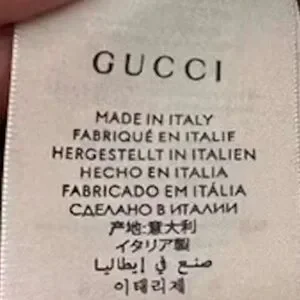 GUCCI
MADE IN ITALY
FABRIQUÉ EN ITALIE
HERGESTELLT IN ITALIEN
HECHO EN ITALIA
FABRICADO EM ITÁLIA
СДЕЛАНО В ИТАЛИИ
产地:意大利
イタリア製
صنع في إيطاليا
이태리제